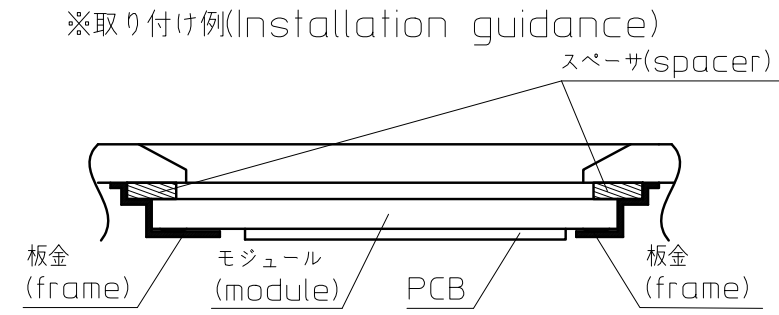 ※取り付け例(Installation guidance)
スペーサ(spacer)
板金
(frame)
モジュール
(module)
PCB
板金
(frame)